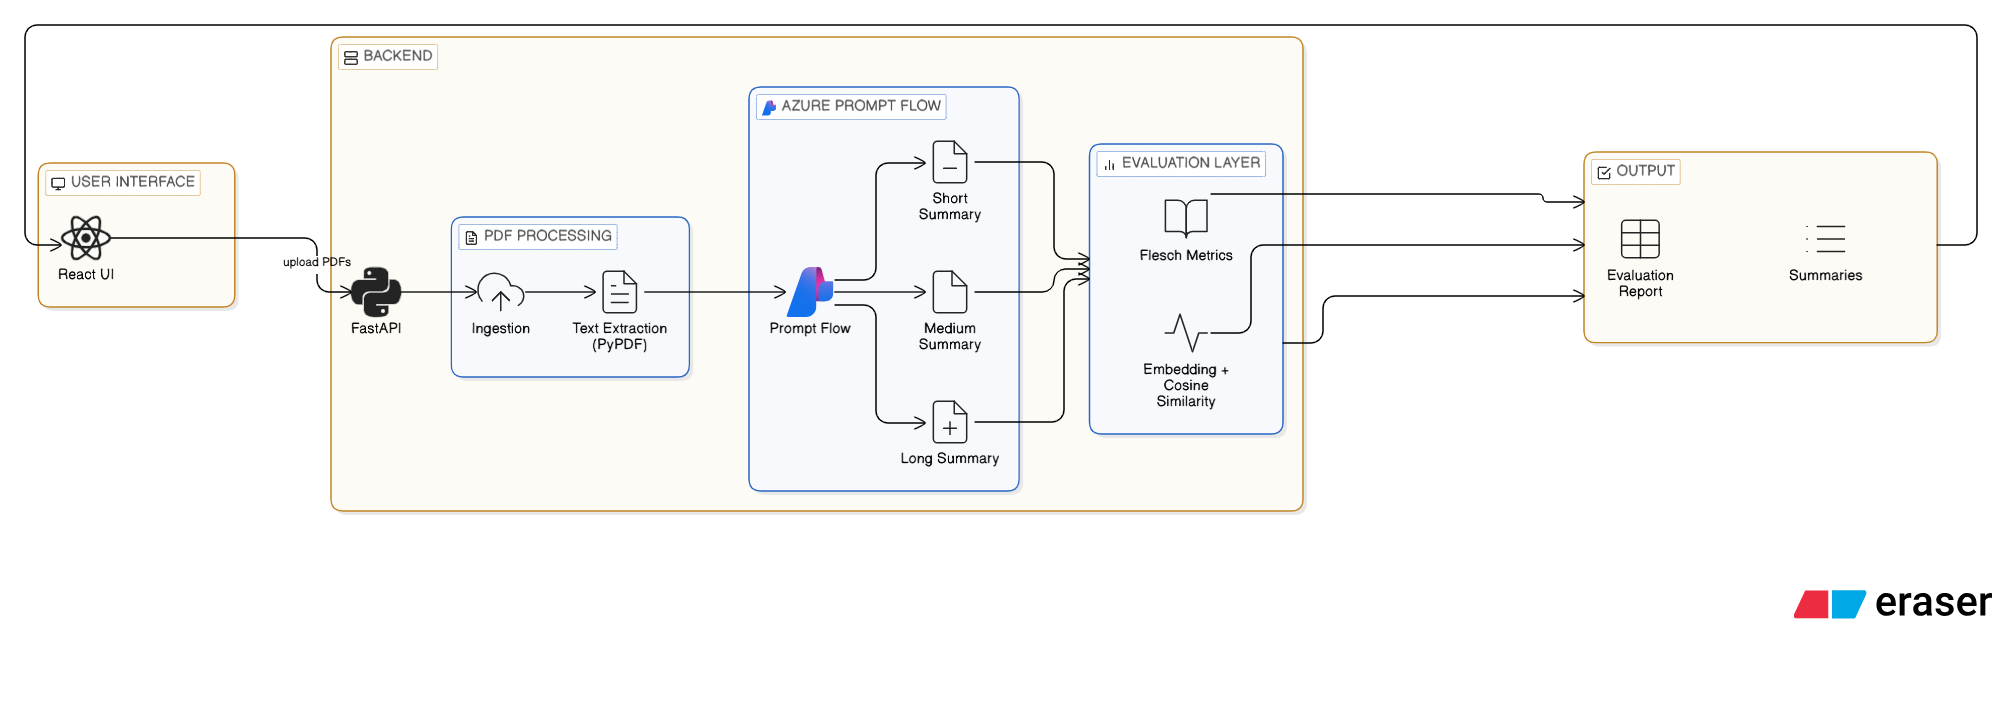 BACKEND
AZURE PROMPT FLOW
USER INTERFACE
React UI
upload PDFs
FastAPI
PDF PROCESSING
Ingestion
Text Extraction
(PyPDF)
Prompt Flow
Short
Summary
Medium
Summary
Long Summary
EVALUATION LAYER
Flesch Metrics
Embedding +
Cosine
Similarity
OUTPUT
Evaluation
Report
Summaries
eraser